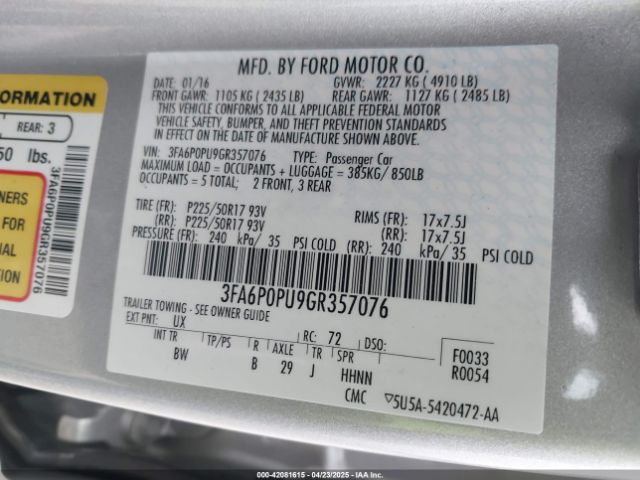 MFD. BY FORD MOTOR CO.
DATE: 01/16 GVWR: 2227 KG ( 4910 LB)
FRONT GAWR: 1105 KG ( 2435 LB) REAR GAWR: 1127 KG ( 2485 LB)
THIS VEHICLE CONFORMS TO ALL APPLICABLE FEDERAL MOTOR
VEHICLE SAFETY, BUMPER, AND THEFT PREVENTION STANDARDS
IN EFFECT ON THE DATE OF MANUFACTURE SHOWN ABOVE.
VIN: 3FA6P0PU9GR357076 TYPE: Passenger Car
MAXIMUM LOAD = OCCUPANTS + LUGGAGE = 385KG/ 850LB
OCCUPANTS = 5 TOTAL; 2 FRONT, 3 REAR
TIRE (FR): P225/50R17 93V RIMS (FR): 17x7.5J
(RR): P225/50R17 93V (RR): 17x7.5J
PRESSURE (FR): 240 kPa/ 35 PSI COLD (RR): 240 kPa/ 35 PSI COLD
3FA6P0PU9GR357076
TRAILER TOWING - SEE OWNER GUIDE
EXT PNT: UX RC: 72 DSO: F0033
INT TR TP/PS R AXLE TR SPR R0054
BW B 29 J HHNN
CMC ▽5U5A-5420472-AA
ORMATION
REAR: 3
50 lbs.
NERS
FOR
NAL
TION
3FA6P0PU9GR357076
000-42081615 - 04/23/2025 - IAAI.COM